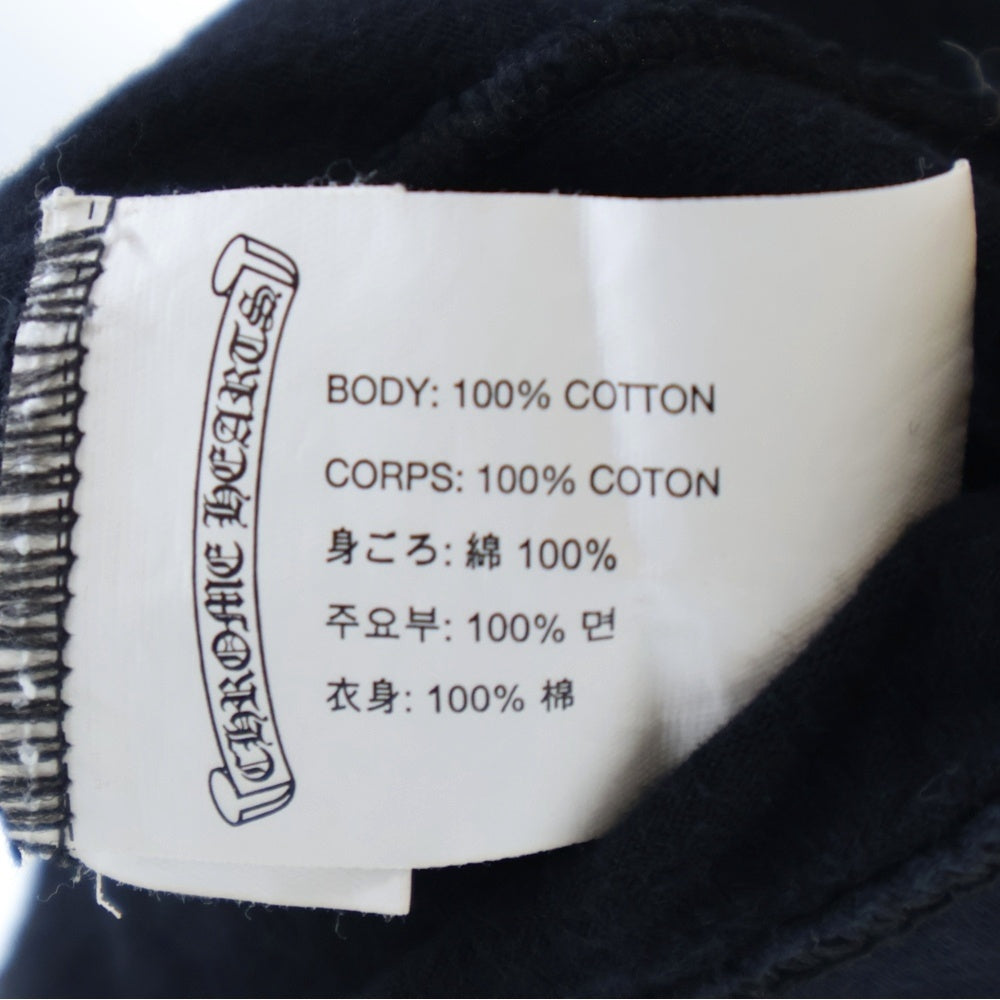 CHROME HEARTS
BODY: 100% COTTON
CORPS: 100% COTON
身ごろ: 綿 100%
주요부: 100% 면
衣身: 100% 棉